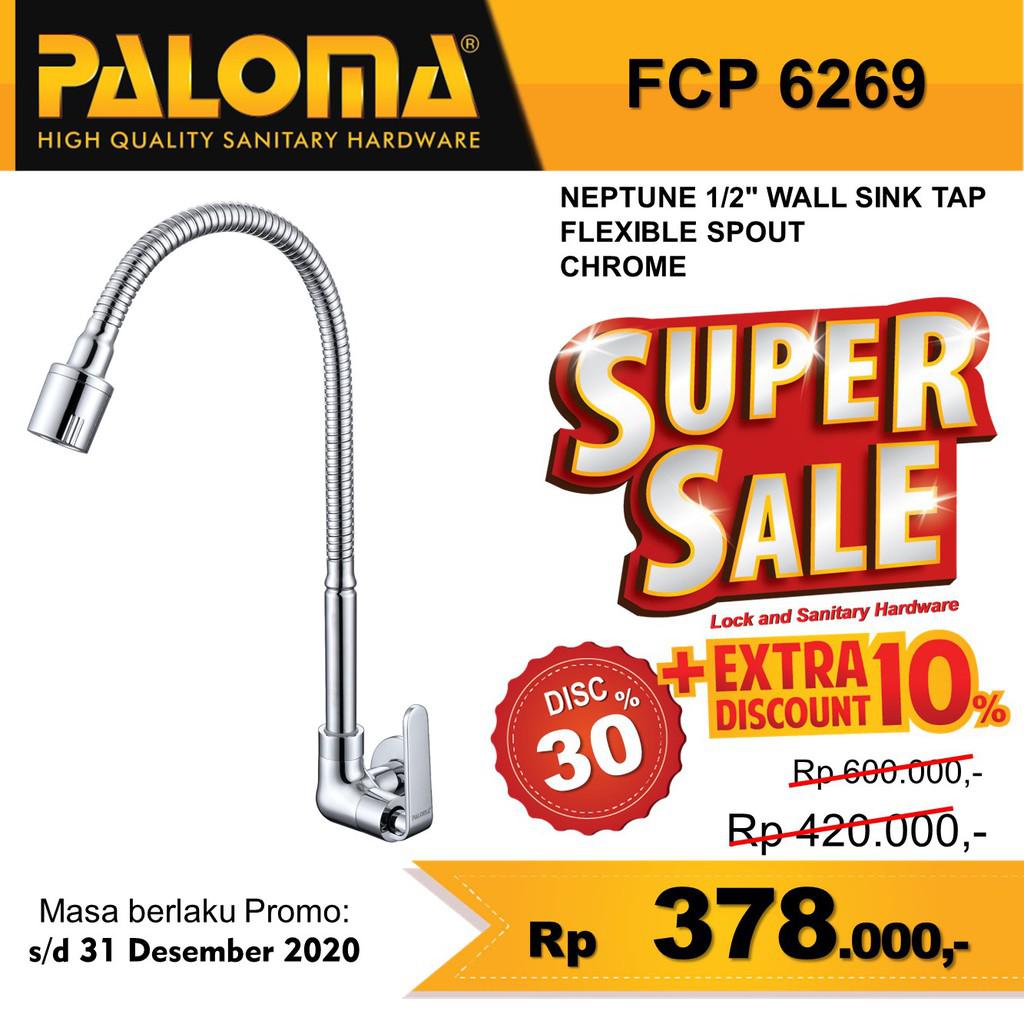 PALOMA®
HIGH QUALITY SANITARY HARDWARE
FCP 6269
NEPTUNE 1/2" WALL SINK TAP
FLEXIBLE SPOUT
CHROME
SUPER
SALE
Lock and Sanitary Hardware
DISC %
30
+ EXTRA
DISCOUNT 10%
Rp 600.000,-
Rp 420.000,-
PALOMA
Masa berlaku Promo:
s/d 31 Desember 2020
Rp 378.000,-